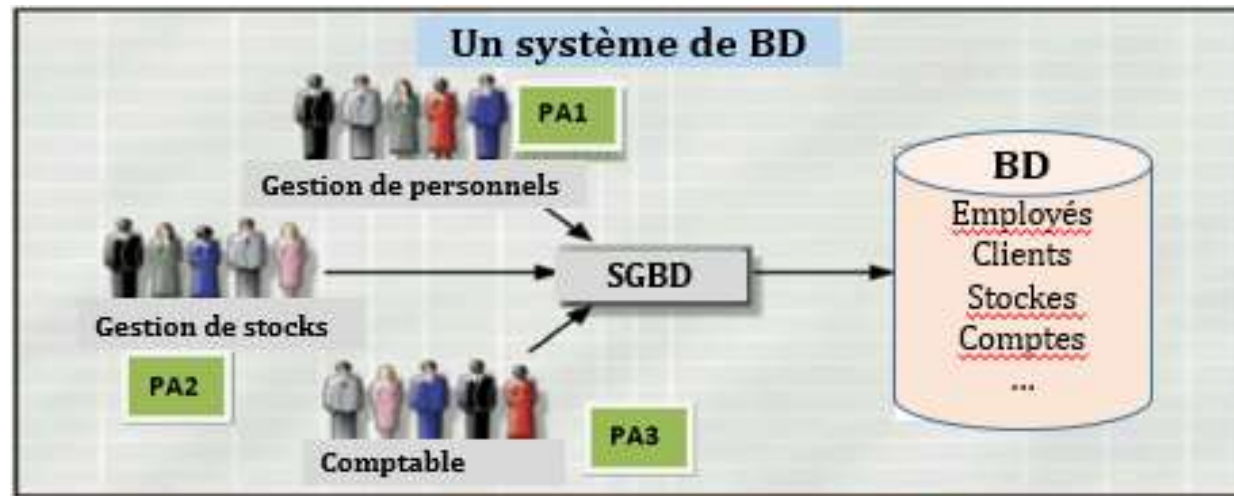 Un système de BD
PA1
Gestion de personnels
BD
Employés
Clients
Stockes
Comptes
...
SGBD
Gestion de stocks
PA2
Comptable
PA3